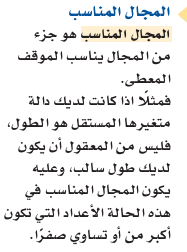 المجال المناسب
المجال المناسب هو جزء
من المجال يناسب الموقف
المعطى.
فمثلًا اذا كانت لديك دالة
متغيرها المستقل هو الطول،
فليس من المعقول أن يكون
لديك طول سالب، وعليه
يكون المجال المناسب في
هذه الحالة الأعداد التي تكون
أكبر من أو تساوي صفرًا.